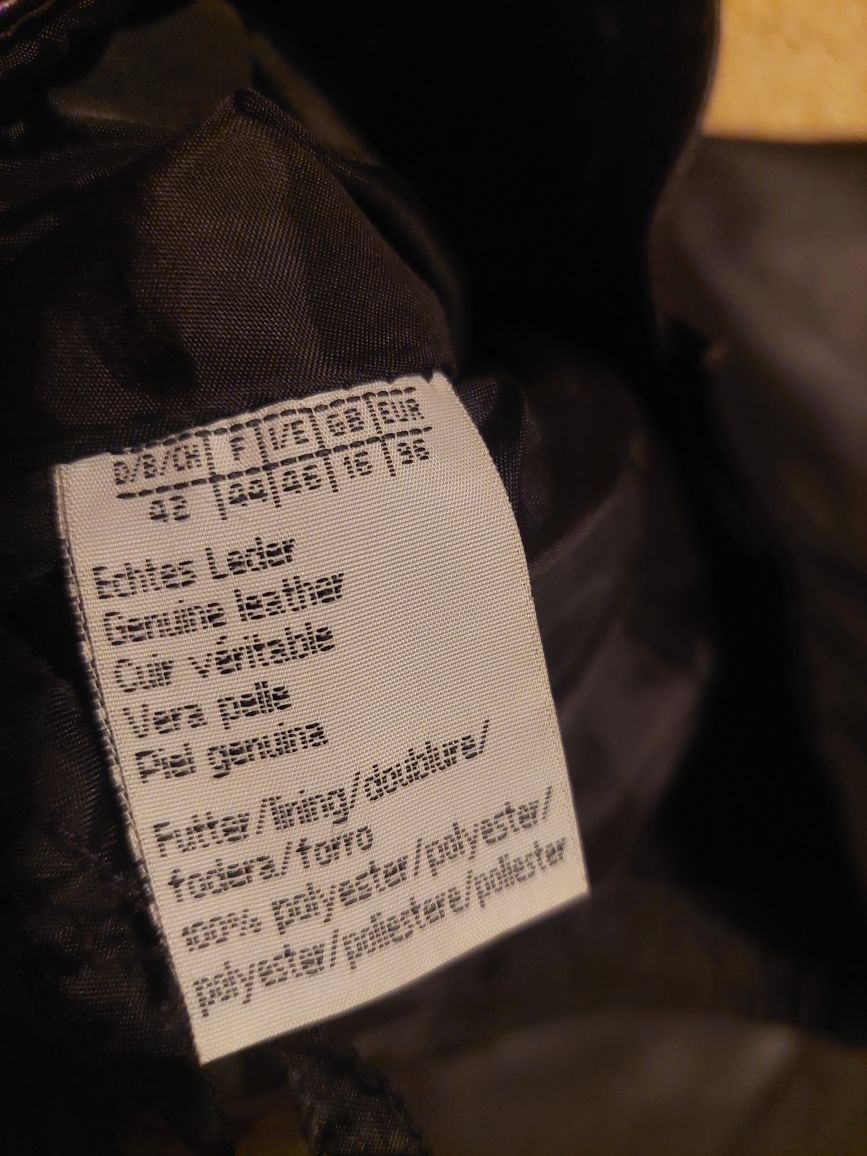 D/B/CH|F|I/E|GB|EUR
42|44|46|16|36
Echtes Leder
Genuine leather
Cuir véritable
Vera pelle
Piel genuina
Futter/lining/doublure/
fodera/forro
100% polyester/polyester/
polyester/poliestere/poliester